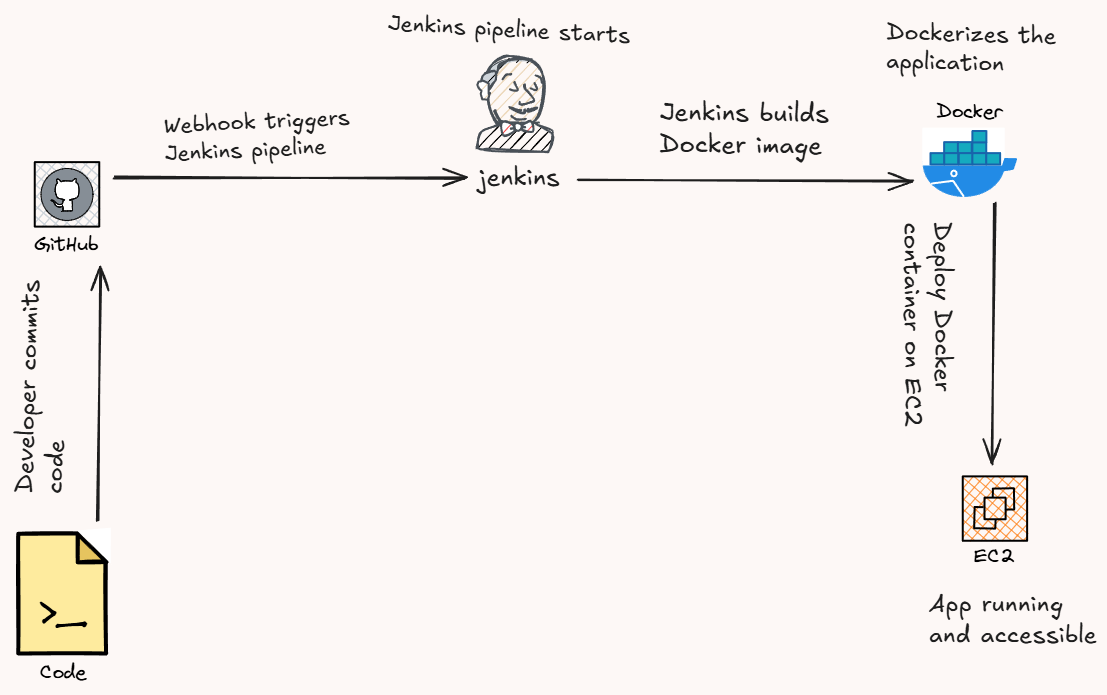 Jenkins pipeline starts
Dockerizes the
application
Docker
Webhook triggers
Jenkins pipeline
Jenkins builds
Docker image
jenkins
GitHub
Developer commits
code
Deploy Docker
container on EC2
>_
Code
EC2
App running
and accessible